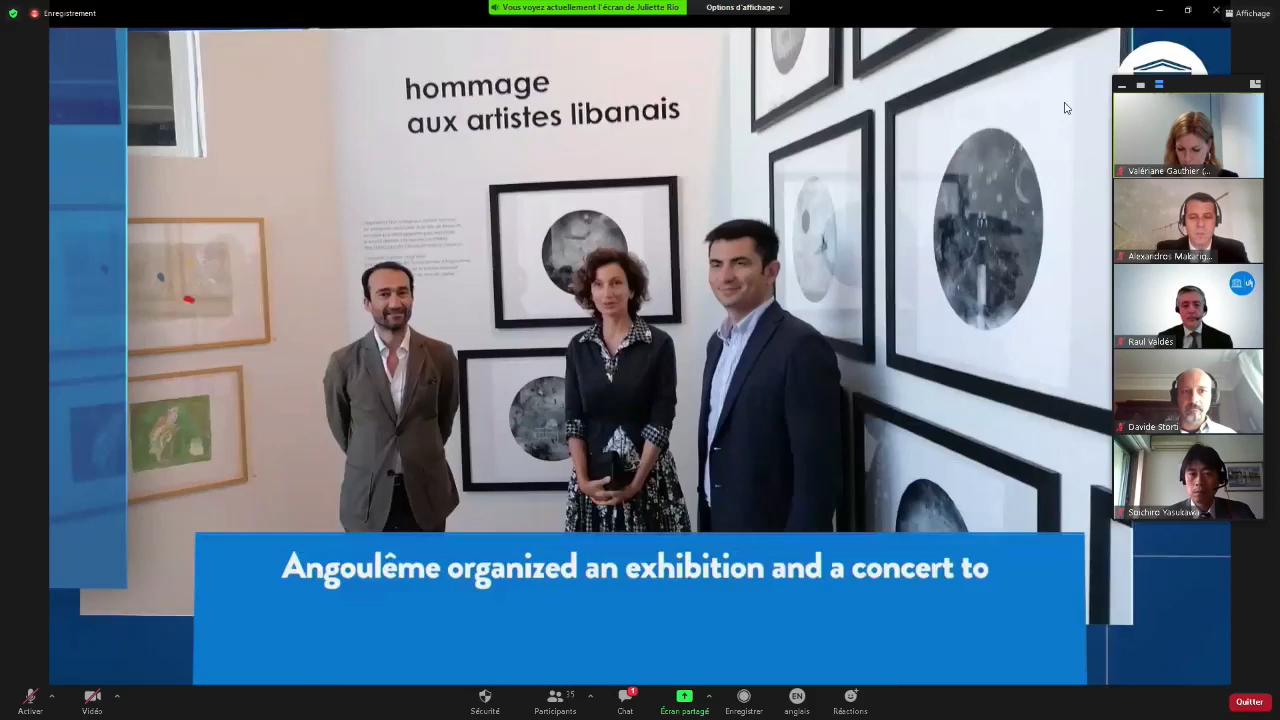 Enregistrement
Vous voyez actuellement l'écran de Juliette Rio
Options d'affichage
Affichage
hommage
aux artistes libanais
Valériane Gauthier (...
Alexandros Makarig...
Raul Valdés
Davide Storti
Soichiro Yasukawa
Angoulême organized an exhibition and a concert to
Activer
Vidéo
Sécurité
35
Participants
1
Chat
Écran partagé
Enregistrer
EN
anglais
Réactions
Quitter